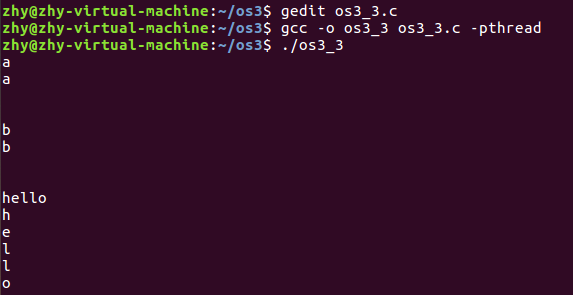 zhy@zhy-virtual-machine:~/os3$ gedit os3_3.c
zhy@zhy-virtual-machine:~/os3$ gcc -o os3_3 os3_3.c -pthread
zhy@zhy-virtual-machine:~/os3$ ./os3_3
a
a
b
b
hello
h
e
l
l
o